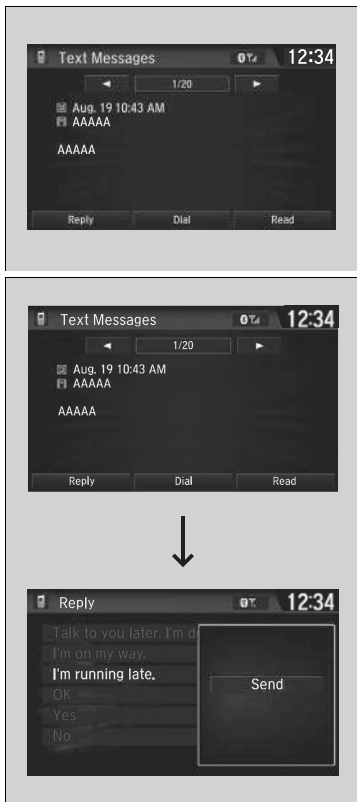 Text Messages 12:34
1/20
Aug. 19 10:43 AM
AAAAA
AAAAA
Reply Dial Read
Text Messages 12:34
1/20
Aug. 19 10:43 AM
AAAAA
AAAAA
Reply Dial Read
Reply 12:34
Talk to you later, I'm
I'm on my way.
I'm running late.
OK
Yes
No
Send